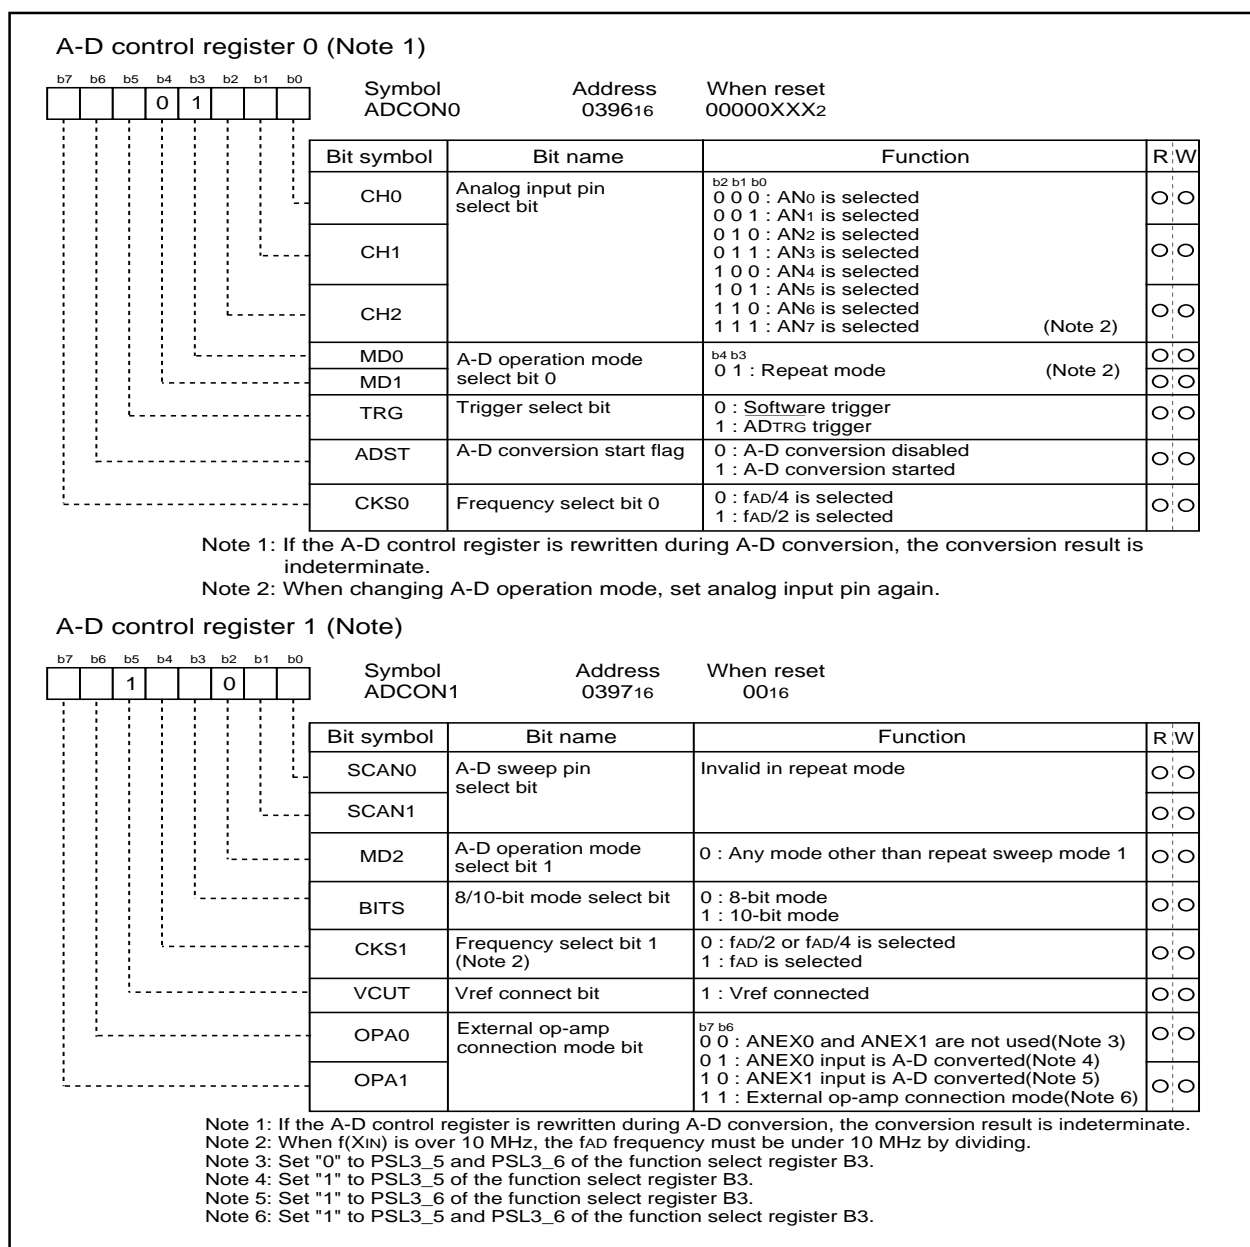 A-D control register 0 (Note 1)
b7 b6 b5 b4 b3 b2 b1 b0
0 1
Symbol Address When reset
ADCON0 039616 00000XXX2
Bit symbol Bit name Function R W
CH0 Analog input pin select bit
b2 b1 b0
0 0 0 : AN0 is selected
0 0 1 : AN1 is selected
0 1 0 : AN2 is selected
CH1 0 1 1 : AN3 is selected
1 0 0 : AN4 is selected
1 0 1 : AN5 is selected
CH2 1 1 0 : AN6 is selected
1 1 1 : AN7 is selected (Note 2)
MD0 A-D operation mode select bit 0
MD1
b4 b3
0 1 : Repeat mode (Note 2)
TRG Trigger select bit 0 : Software trigger
1 : ADTRG trigger
ADST A-D conversion start flag 0 : A-D conversion disabled
1 : A-D conversion started
CKS0 Frequency select bit 0 0 : fAD/4 is selected
1 : fAD/2 is selected
Note 1: If the A-D control register is rewritten during A-D conversion, the conversion result is
indeterminate.
Note 2: When changing A-D operation mode, set analog input pin again.
A-D control register 1 (Note)
b7 b6 b5 b4 b3 b2 b1 b0
1 0
Symbol Address When reset
ADCON1 039716 0016
Bit symbol Bit name Function R W
SCAN0 A-D sweep pin select bit Invalid in repeat mode
SCAN1
MD2 A-D operation mode select bit 1 0 : Any mode other than repeat sweep mode 1
BITS 8/10-bit mode select bit 0 : 8-bit mode
1 : 10-bit mode
CKS1 Frequency select bit 1 (Note 2) 0 : fAD/2 or fAD/4 is selected
1 : fAD is selected
VCUT Vref connect bit 1 : Vref connected
OPA0 External op-amp connection mode bit
b7 b6
0 0 : ANEX0 and ANEX1 are not used(Note 3)
0 1 : ANEX0 input is A-D converted(Note 4)
OPA1 1 0 : ANEX1 input is A-D converted(Note 5)
1 1 : External op-amp connection mode(Note 6)
Note 1: If the A-D control register is rewritten during A-D conversion, the conversion result is indeterminate.
Note 2: When f(XIN) is over 10 MHz, the fAD frequency must be under 10 MHz by dividing.
Note 3: Set "0" to PSL3_5 and PSL3_6 of the function select register B3.
Note 4: Set "1" to PSL3_5 of the function select register B3.
Note 5: Set "1" to PSL3_6 of the function select register B3.
Note 6: Set "1" to PSL3_5 and PSL3_6 of the function select register B3.